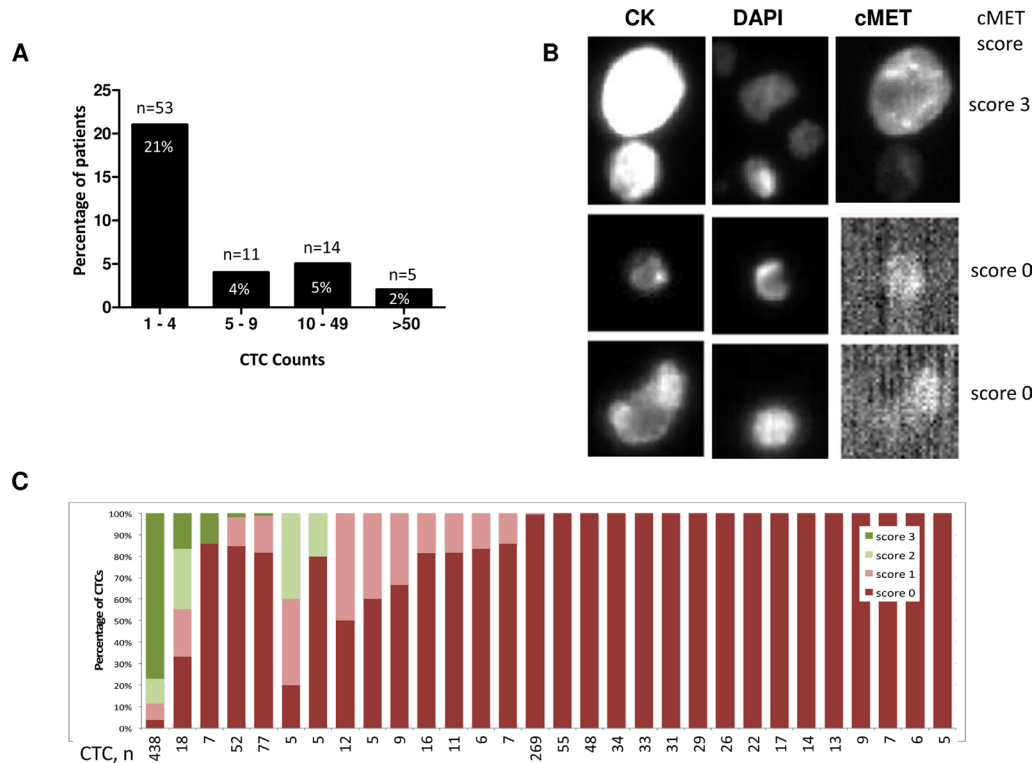 A
Percentage of patients
25
20
15
10
5
0
n=53
21%
n=11
4%
n=14
5%
n=5
2%
1 - 4
5 - 9
10 - 49
>50
CTC Counts
B
CK
DAPI
cMET
cMET
score
score 3
score 0
score 0
C
Percentage of CTCs
100%
90%
80%
70%
60%
50%
40%
30%
20%
10%
0%
score 3
score 2
score 1
score 0
CTC, n
438
18
7
52
77
5
5
12
5
9
16
11
6
7
269
55
48
34
33
31
29
26
22
17
14
13
9
7
6
5